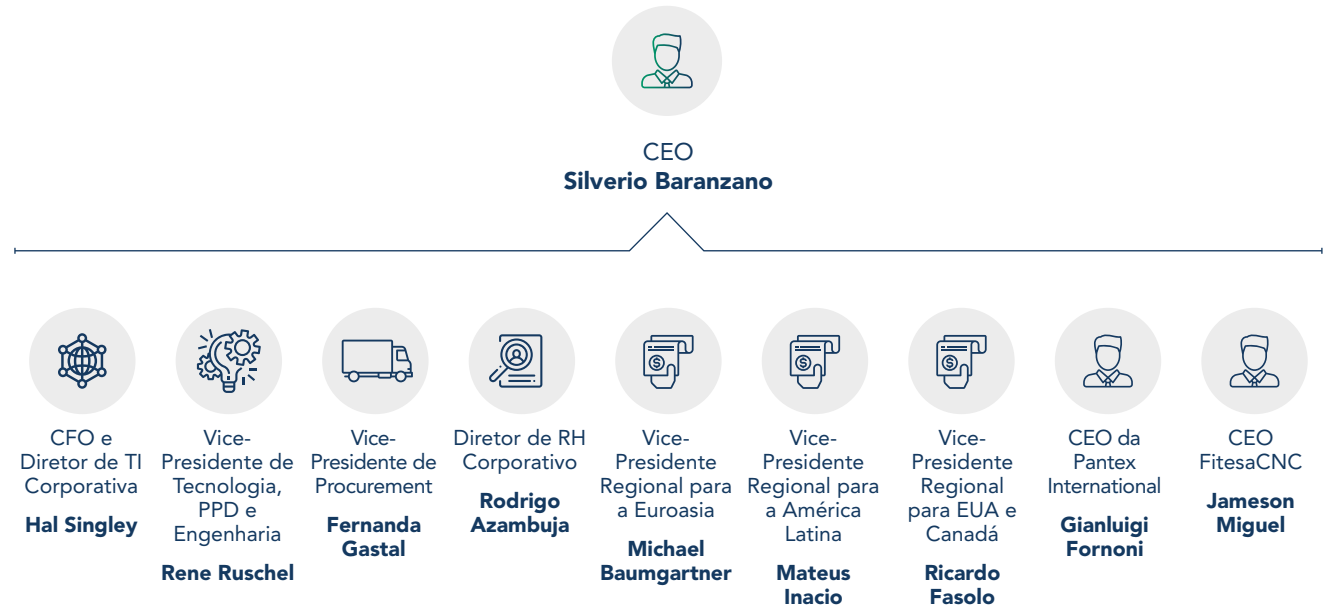 CEO
Silverio Baranzano
CFO e
Diretor de TI
Corporativa
Hal Singley
Vice-
Presidente de
Tecnologia,
PPD e
Engenharia
Rene Ruschel
Vice-
Presidente de
Procurement
Fernanda
Gastal
Diretor de RH
Corporativo
Rodrigo
Azambuja
Vice-
Presidente
Regional para
a Euroasia
Michael
Baumgartner
Vice-
Presidente
Regional para
a América
Latina
Mateus
Inacio
Vice-
Presidente
Regional
para EUA e
Canadá
Ricardo
Fasolo
CEO da
Pantex
International
Gianluigi
Fornoni
CEO
FitesaCNC
Jameson
Miguel